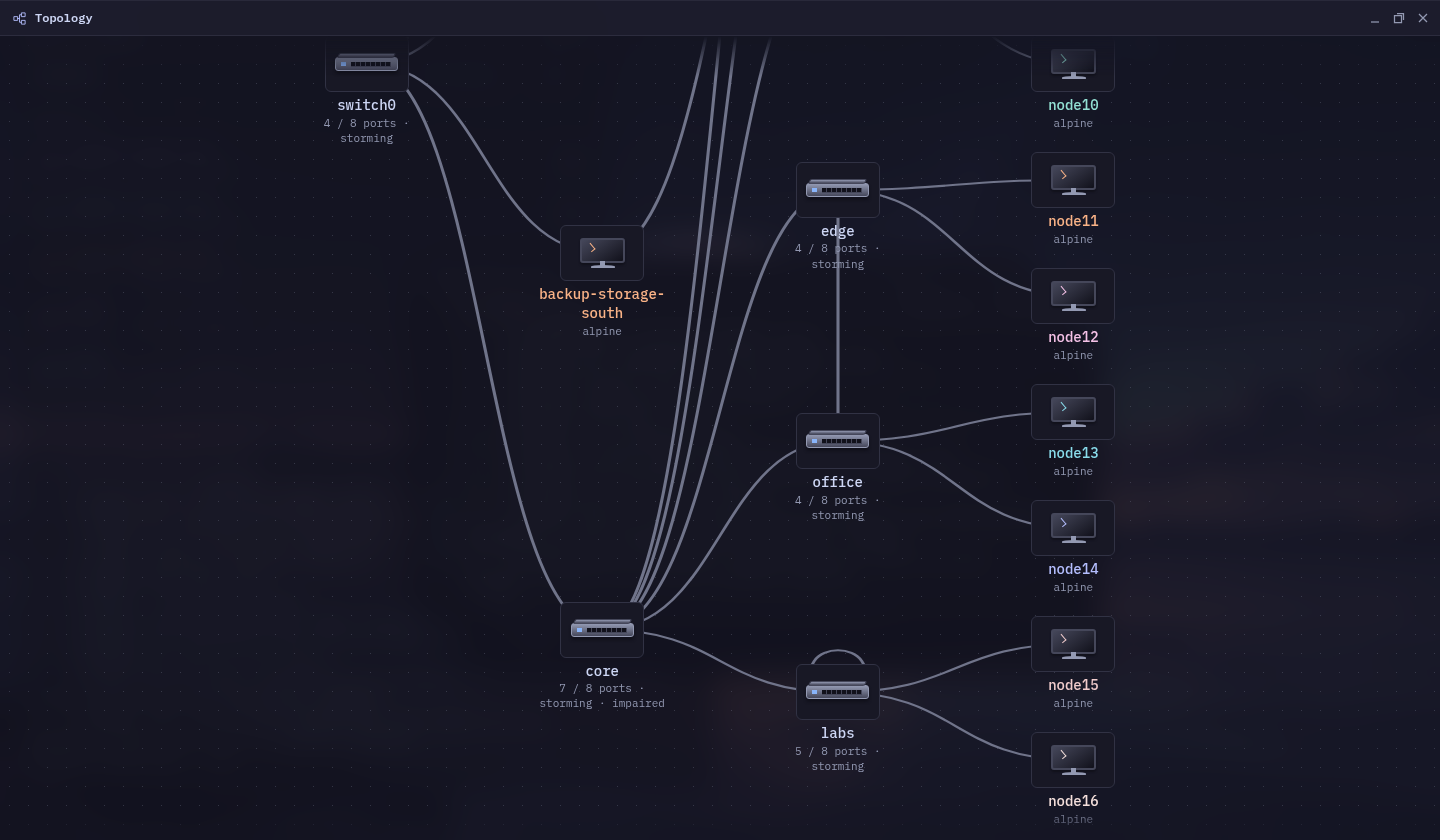 Topology
switch0
4 / 8 ports ·
storming
backup-storage-
south
alpine
core
7 / 8 ports ·
storming · impaired
edge
4 / 8 ports ·
storming
office
4 / 8 ports ·
storming
labs
5 / 8 ports ·
storming
node10
alpine
node11
alpine
node12
alpine
node13
alpine
node14
alpine
node15
alpine
node16
alpine